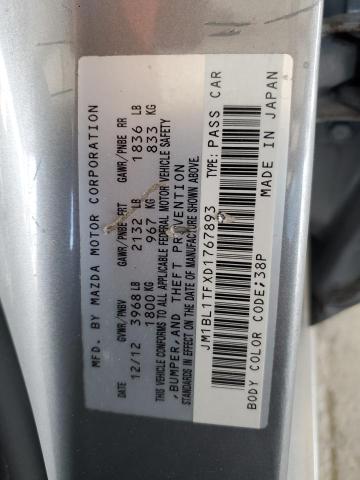 MFD. BY MAZDA MOTOR CORPORATION
GVWR/PNBV GAWR/PNBE FRT GAWR/PNBE RR
12/12 3968 LB 2132 LB 1836 LB
1800 KG 967 KG 833 KG
THIS VEHICLE CONFORMS TO ALL APPLICABLE FEDERAL MOTOR VEHICLE SAFETY
, BUMPER, AND THEFT PREVENTION
STANDARDS IN EFFECT ON THE DATE OF MANUFACTURE SHOWN ABOVE.
JM1BL1TFXD1767893 TYPE: PASS CAR
BODY COLOR CODE;38P MADE IN JAPAN